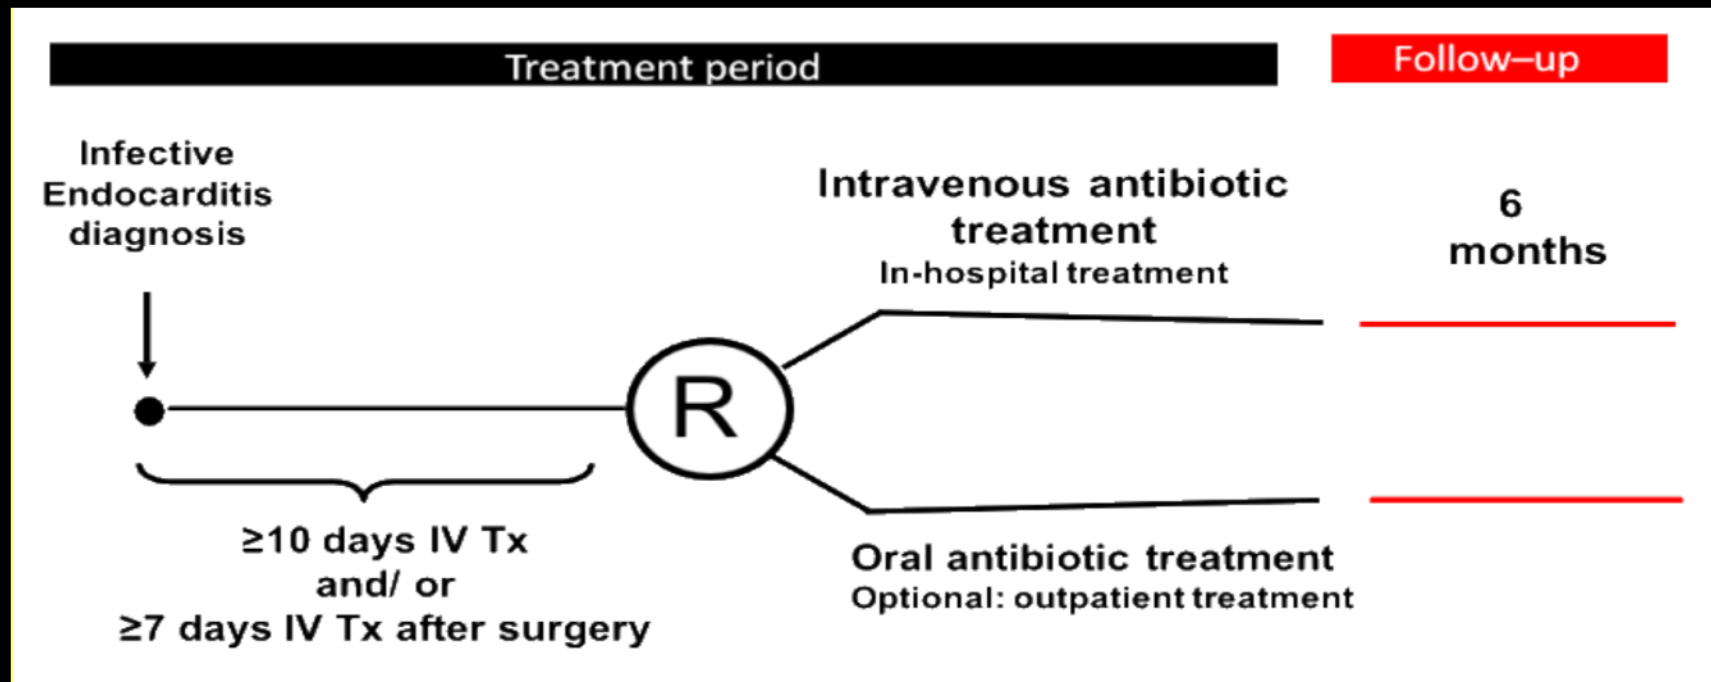 Treatment period
Follow–up
Infective
Endocarditis
diagnosis
Intravenous antibiotic
treatment
In-hospital treatment
6
months
R
≥10 days IV Tx
and/ or
≥7 days IV Tx after surgery
Oral antibiotic treatment
Optional: outpatient treatment